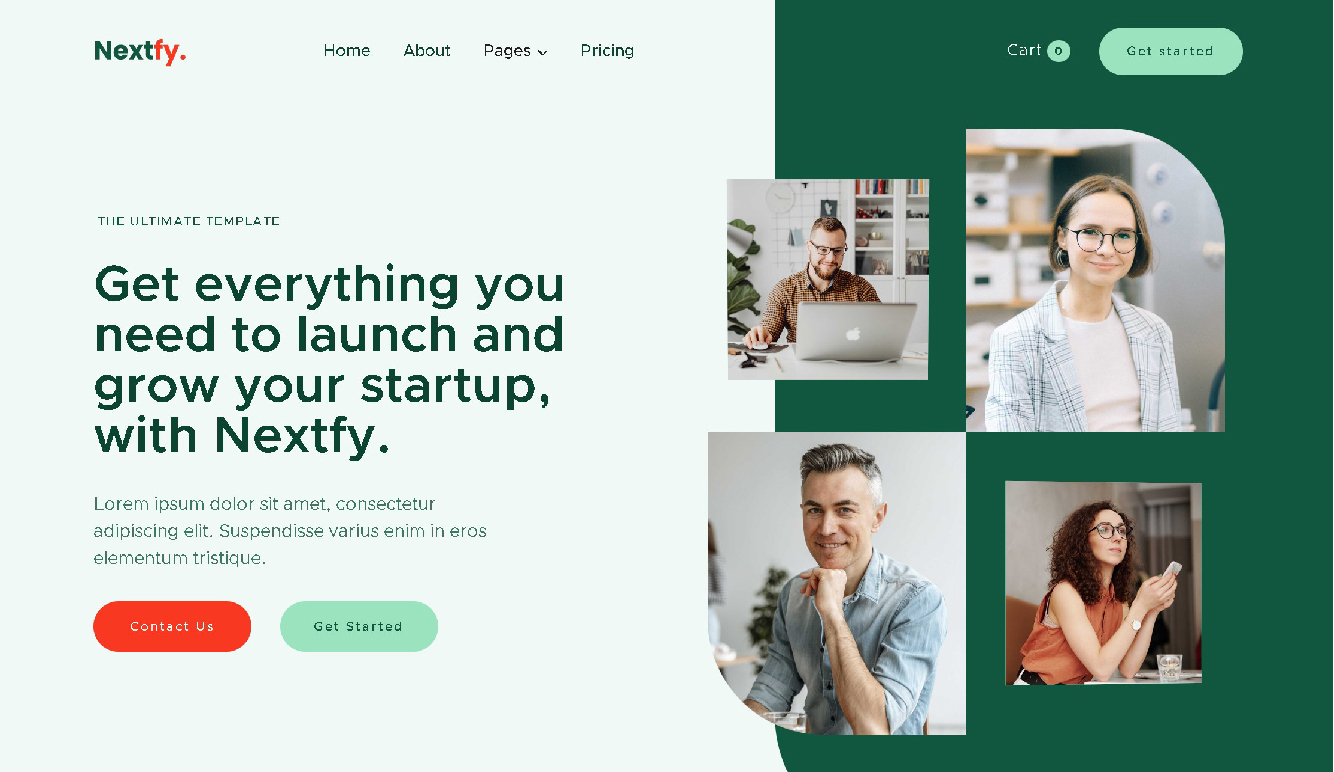 Nextfy.
Home About Pages Pricing
Cart 0
Get started
THE ULTIMATE TEMPLATE
Get everything you
need to launch and
grow your startup,
with Nextfy.
Lorem ipsum dolor sit amet, consectetur
adipiscing elit. Suspendisse varius enim in eros
elementum tristique.
Contact Us
Get Started